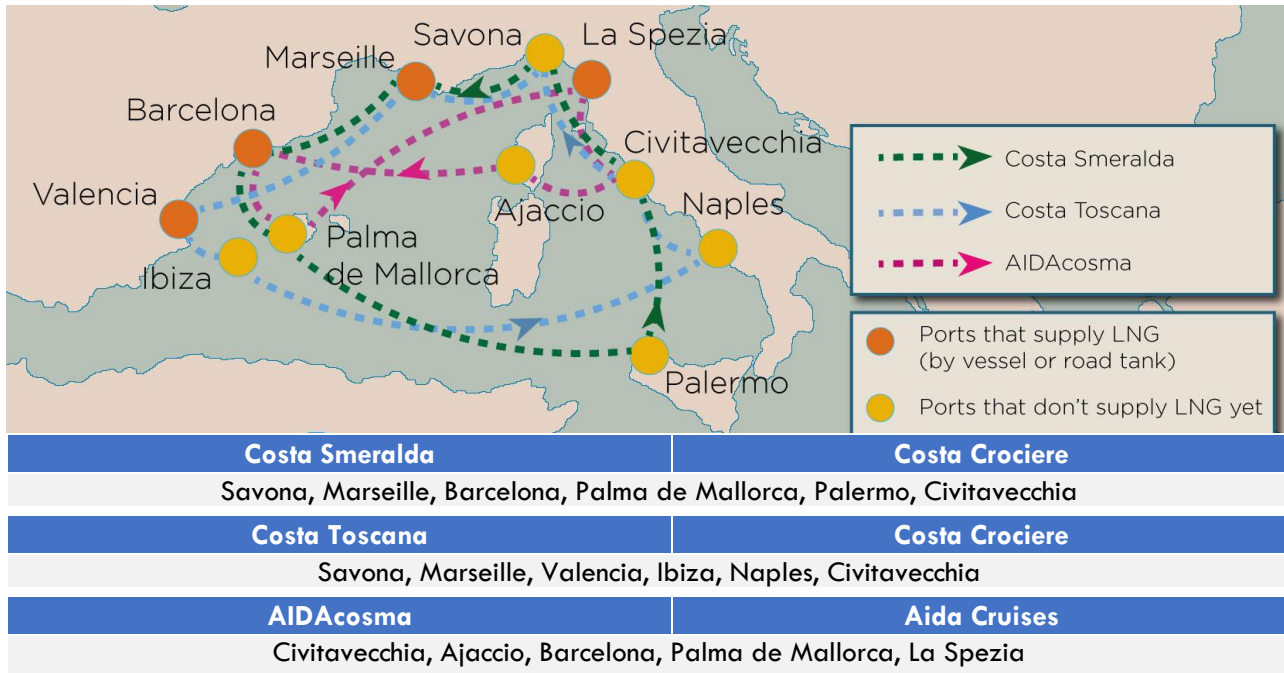 Savona
La Spezia
Marseille
Barcelona
Civitavecchia
Valencia
Ajaccio
Naples
Palma
de Mallorca
Ibiza
Palermo
Costa Smeralda
Costa Toscana
AIDAcosma
Ports that supply LNG
(by vessel or road tank)
Ports that don't supply LNG yet
Costa Smeralda Costa Crociere
Savona, Marseille, Barcelona, Palma de Mallorca, Palermo, Civitavecchia
Costa Toscana Costa Crociere
Savona, Marseille, Valencia, Ibiza, Naples, Civitavecchia
AIDAcosma Aida Cruises
Civitavecchia, Ajaccio, Barcelona, Palma de Mallorca, La Spezia